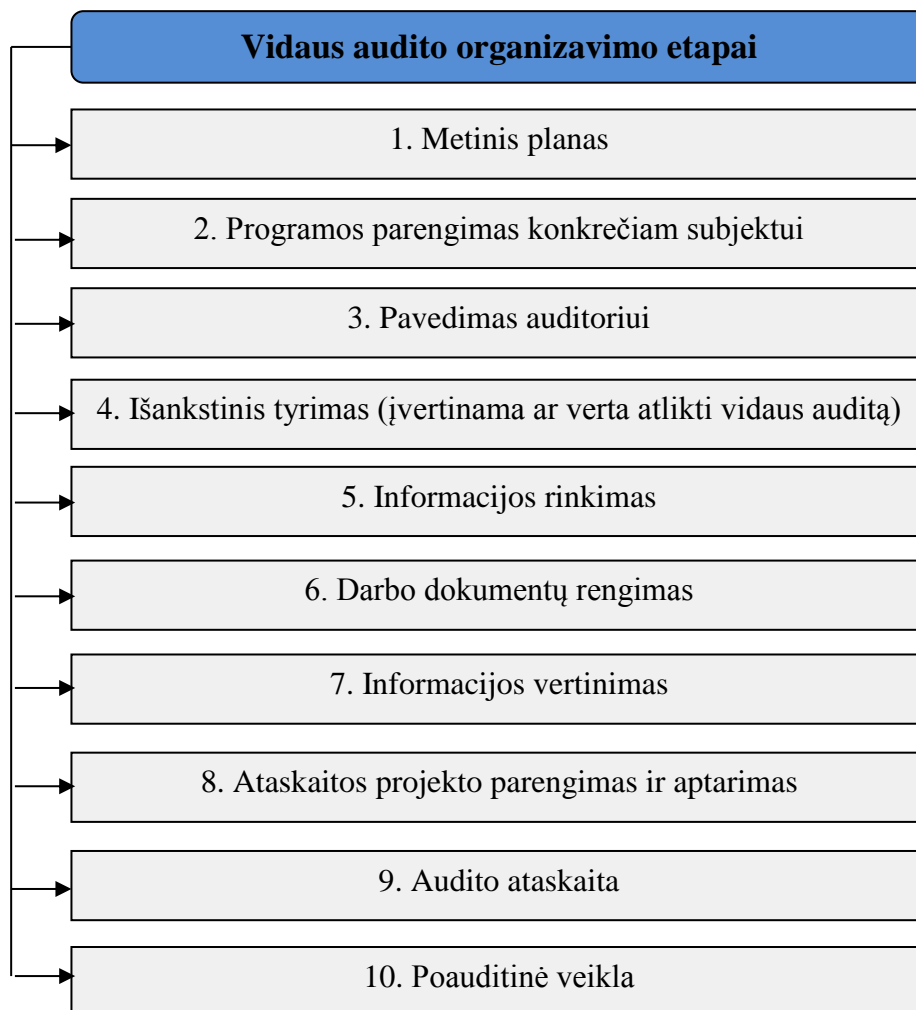 Vidaus audito organizavimo etapai
1. Metinis planas
2. Programos parengimas konkrečiam subjektui
3. Pavedimas auditoriui
4. Išankstinis tyrimas (įvertinama ar verta atlikti vidaus auditą)
5. Informacijos rinkimas
6. Darbo dokumentų rengimas
7. Informacijos vertinimas
8. Ataskaitos projekto parengimas ir aptarimas
9. Audito ataskaita
10. Poauditinė veikla